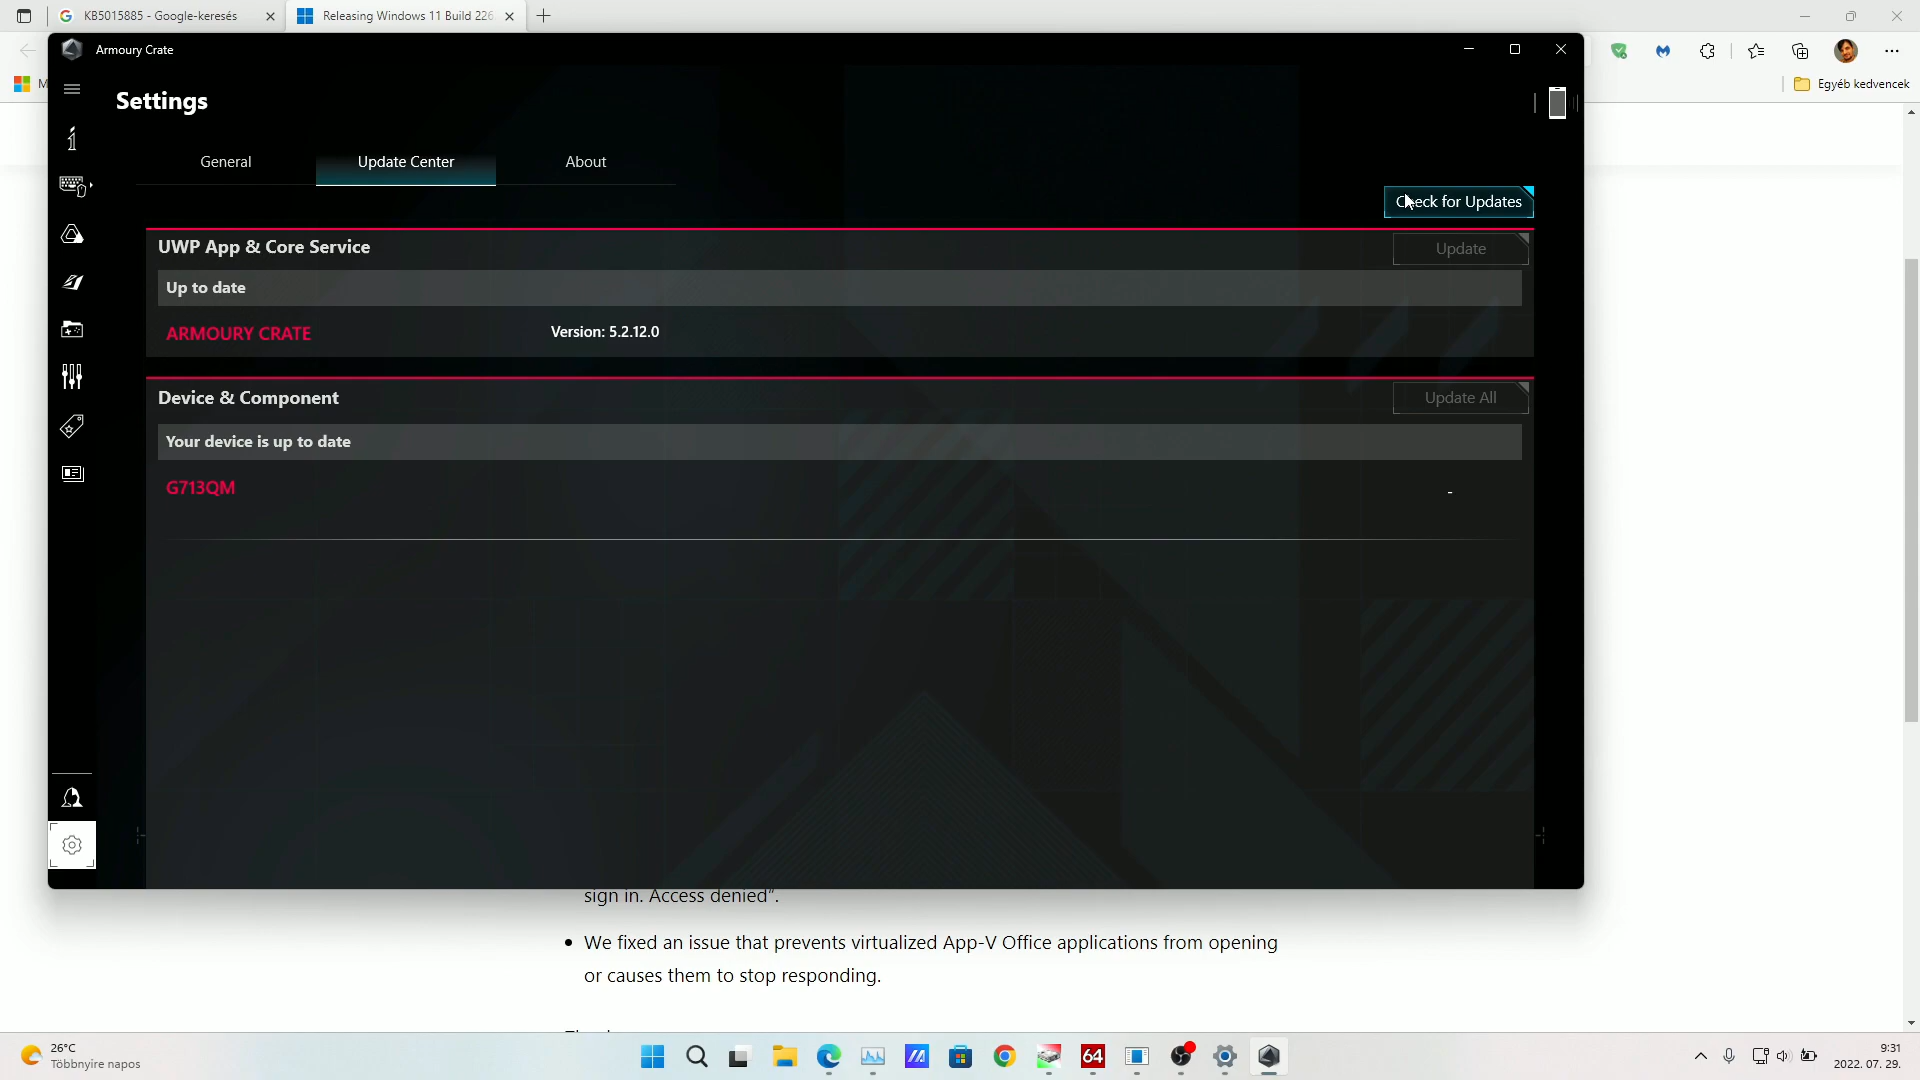 KB5015885 - Google-keresés
Releasing Windows 11 Build 226
Armoury Crate
M
Egyéb kedvencek
Settings
General
Update Center
About
Check for Updates
UWP App & Core Service
Update
Up to date
ARMOURY CRATE
Version: 5.2.12.0
Device & Component
Update All
Your device is up to date
G713QM
-
sign in. Access denied".
• We fixed an issue that prevents virtualized App-V Office applications from opening
or causes them to stop responding.
26°C
Többnyire napos
64
9:31
2022. 07. 29.